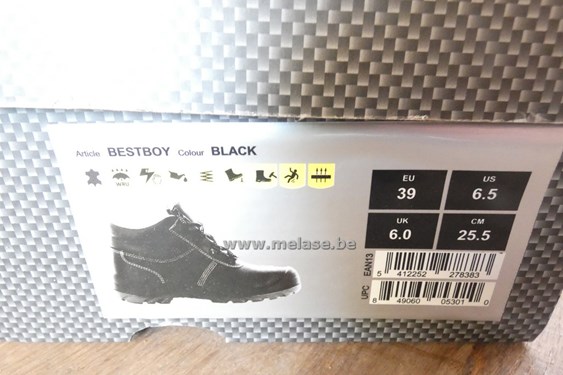 Article BESTBOY Colour BLACK
WRU
EU
39
US
6.5
UK
6.0
CM
25.5
www.melase.be
EAN13
5 412252 278383
UPC
8 49060 05301 0